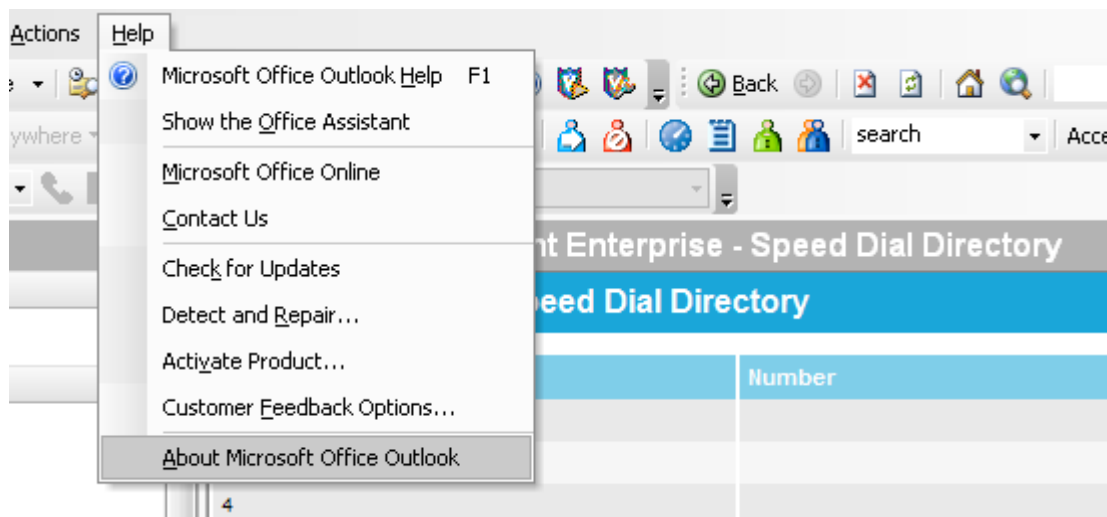 Actions Help
Microsoft Office Outlook Help F1
Back
Show the Office Assistant
search
Microsoft Office Online
Contact Us
Enterprise - Speed Dial Directory
Check for Updates
Dial Directory
Detect and Repair...
Activate Product...
Number
Customer Feedback Options...
About Microsoft Office Outlook
4